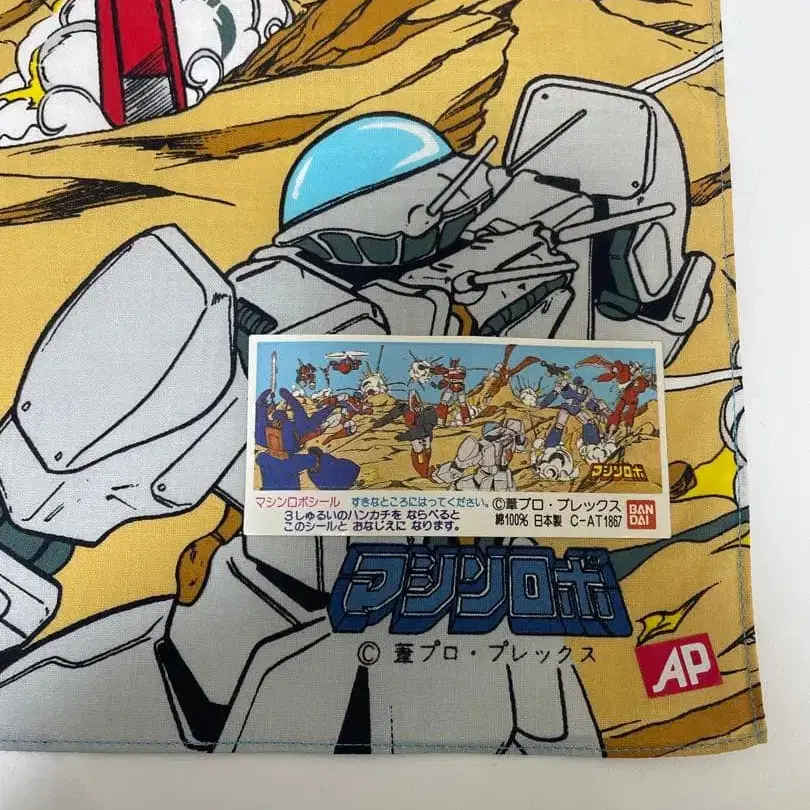 マシンロボ
マシンロボシール すきなところにはってください。
3しゅるいのハンカチを ならべると
このシールと おなじえに なります。
©葦プロ・プレックス
綿100% 日本製 C-AT1867
BAN
DAI
マシンロボ
© 葦プロ・プレックス
AP